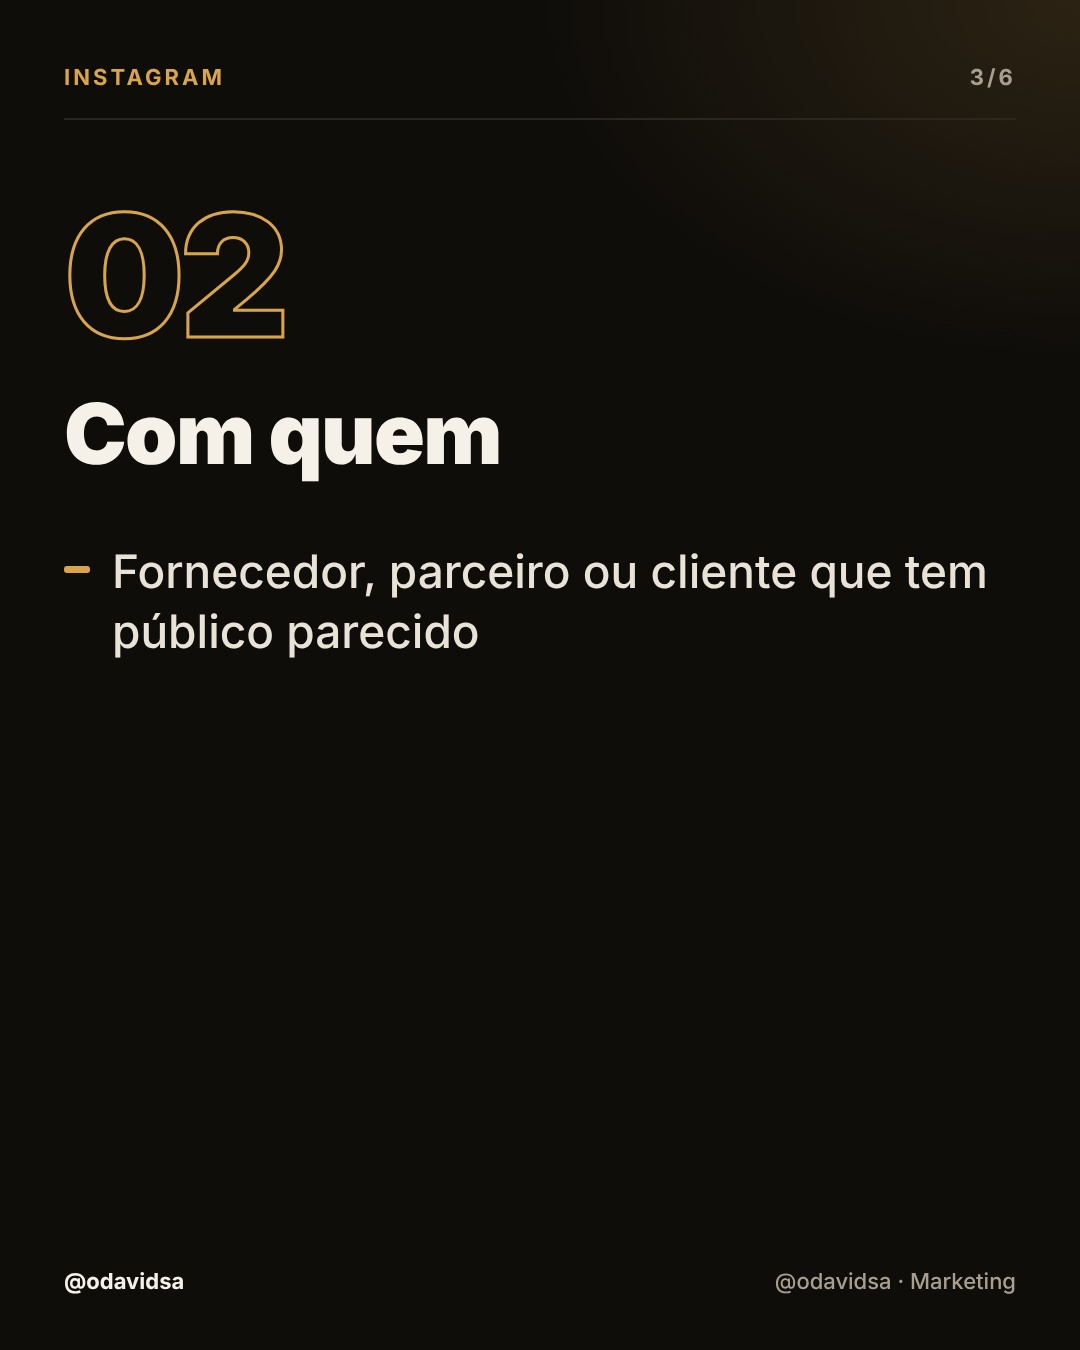 INSTAGRAM
3/6
02
Com quem
Fornecedor, parceiro ou cliente que tem
público parecido
@odavidsa
@odavidsa · Marketing